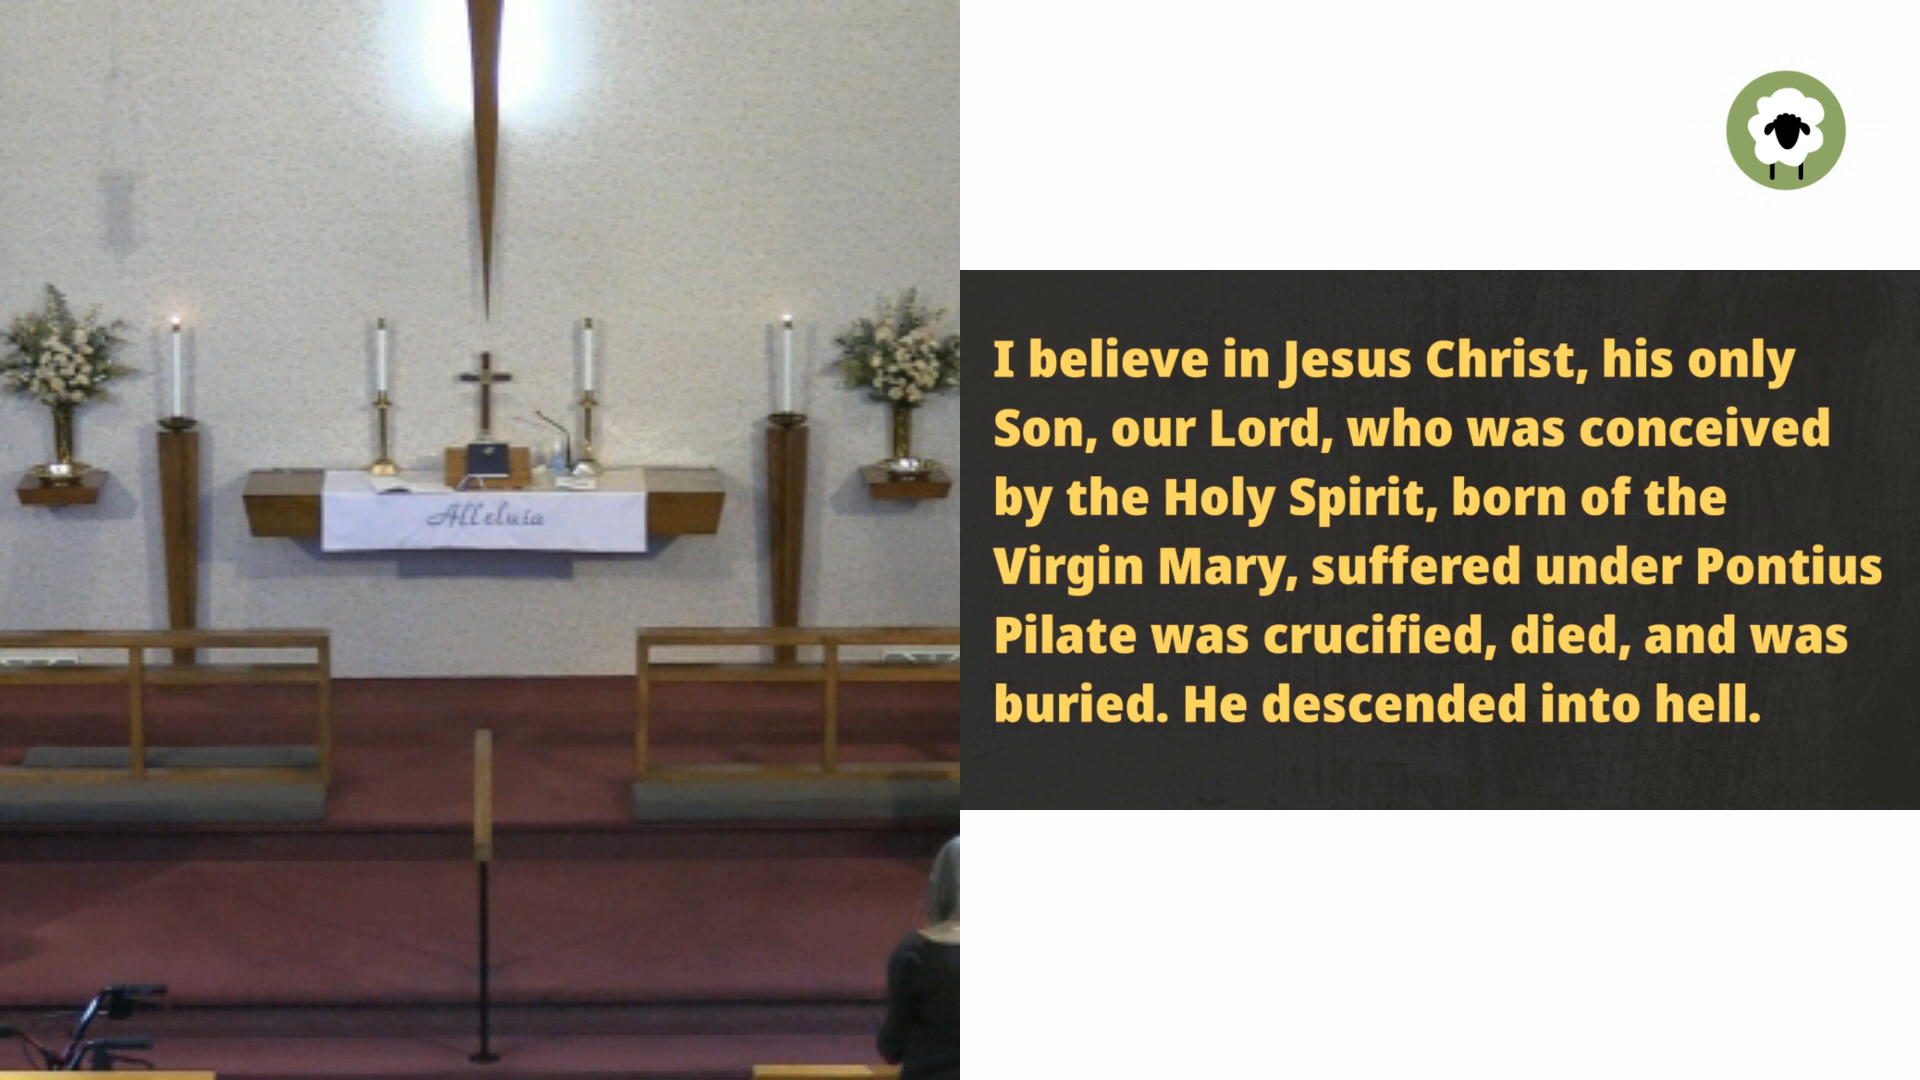 Alleluia
I believe in Jesus Christ, his only
Son, our Lord, who was conceived
by the Holy Spirit, born of the
Virgin Mary, suffered under Pontius
Pilate was crucified, died, and was
buried. He descended into hell.